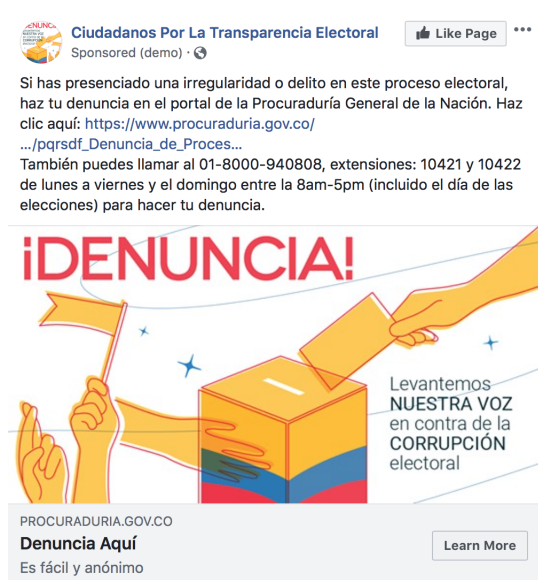 ¡DENUNCIA!
Ciudadanos Por La Transparencia Electoral
Like Page
Sponsored (demo) ·
Si has presenciado una irregularidad o delito en este proceso electoral,
haz tu denuncia en el portal de la Procuraduría General de la Nación. Haz
clic aquí: https://www.procuraduria.gov.co/
.../pqrsdf_Denuncia_de_Proces...
También puedes llamar al 01-8000-940808, extensiones: 10421 y 10422
de lunes a viernes y el domingo entre la 8am-5pm (incluido el día de las
elecciones) para hacer tu denuncia.
¡DENUNCIA!
Levantemos
NUESTRA VOZ
en contra de la
CORRUPCIÓN
electoral
PROCURADURIA.GOV.CO
Denuncia Aquí
Learn More
Es fácil y anónimo